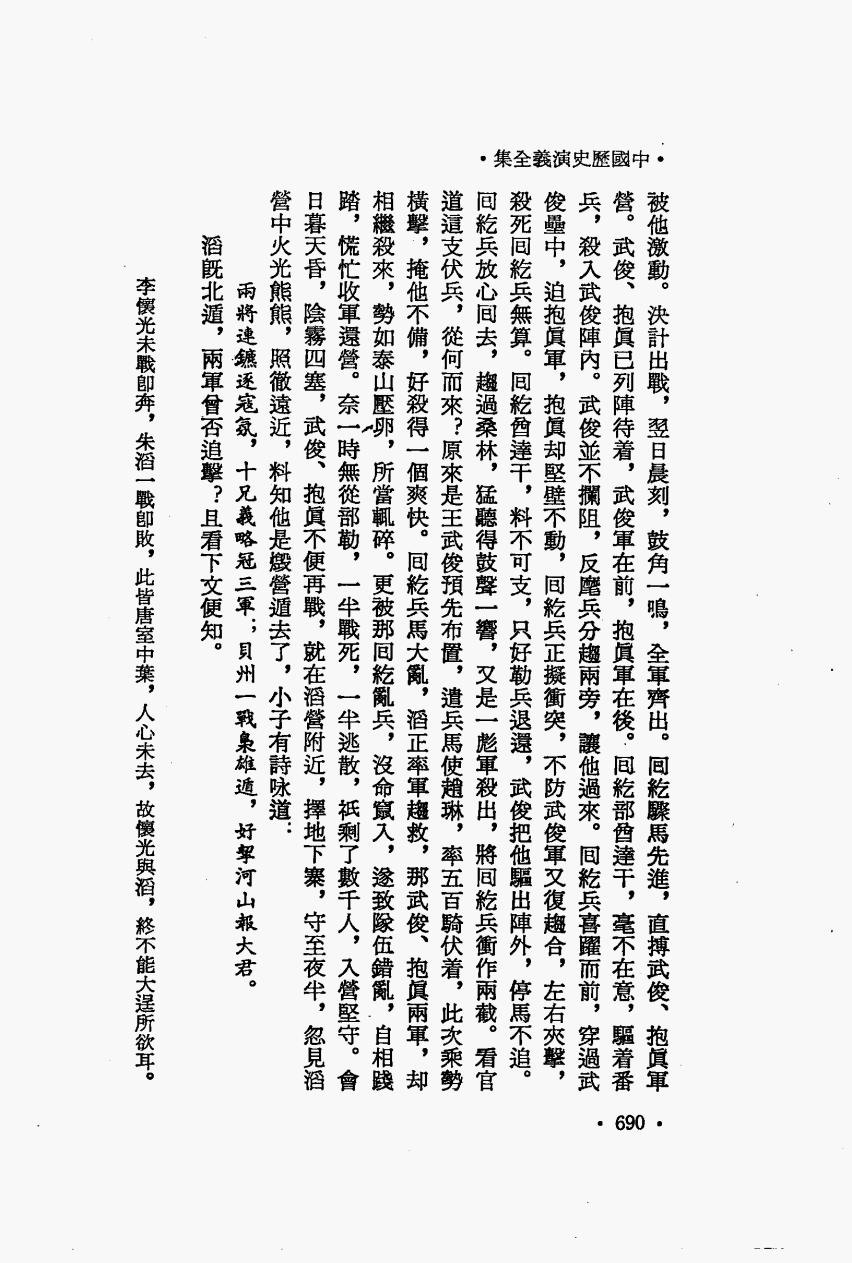 •集全義演史歷國中•
被他激動。決計出戰，翌日晨刻，鼓角一鳴，全軍齊出。回紇驟馬先進，直搏武俊、抱眞軍
營。武俊、抱眞已列陣待着，武俊軍在前，抱眞軍在後。回紇部酋達干，毫不在意，驅着番
兵，殺入武俊陣內。武俊並不攔阻，反麾兵分趨兩旁，讓他過來。回紇兵喜躍而前，穿過武
俊壘中，迫抱眞軍，抱眞却堅壁不動，回紇兵正擬衝突，不防武俊軍又復趨合，左右夾擊，
殺死回紇兵無算。回紇酋達干，料不可支，只好勒兵退還，武俊把他驅出陣外，停馬不追。
回紇兵放心回去，趨過桑林，猛聽得鼓聲一響，又是一彪軍殺出，將回紇兵衝作兩截。看官
道這支伏兵，從何而來？原來是王武俊預先布置，遣兵馬使趙琳，率五百騎伏着，此次乘勢
橫擊，掩他不備，好殺得一個爽快。回紇兵馬大亂，滔正率軍趨救，那武俊、抱眞兩軍，却
相繼殺來，勢如泰山壓卵，所當輒碎。更被那回紇亂兵，沒命竄入，遂致隊伍錯亂，自相踐
踏，慌忙收軍還營。奈一時無從部勒，一半戰死，一半逃散，祇剩了數千人，入營堅守。會
日暮天昏，陰霧四塞，武俊、抱眞不便再戰，就在滔營附近，擇地下寨，守至夜半，忽見滔
營中火光熊熊，照徹遠近，料知他是燬營遁去了，小子有詩咏道：
兩將連鑣逐寇氛，十兄義略冠三軍；貝州一戰梟雄遁，好挈河山報大君。
滔旣北遁，兩軍曾否追擊？且看下文便知。
李懷光未戰卽奔，朱滔一戰卽敗，此皆唐室中葉，人心未去，故懷光與滔，終不能大逞所欲耳。
• 690 •